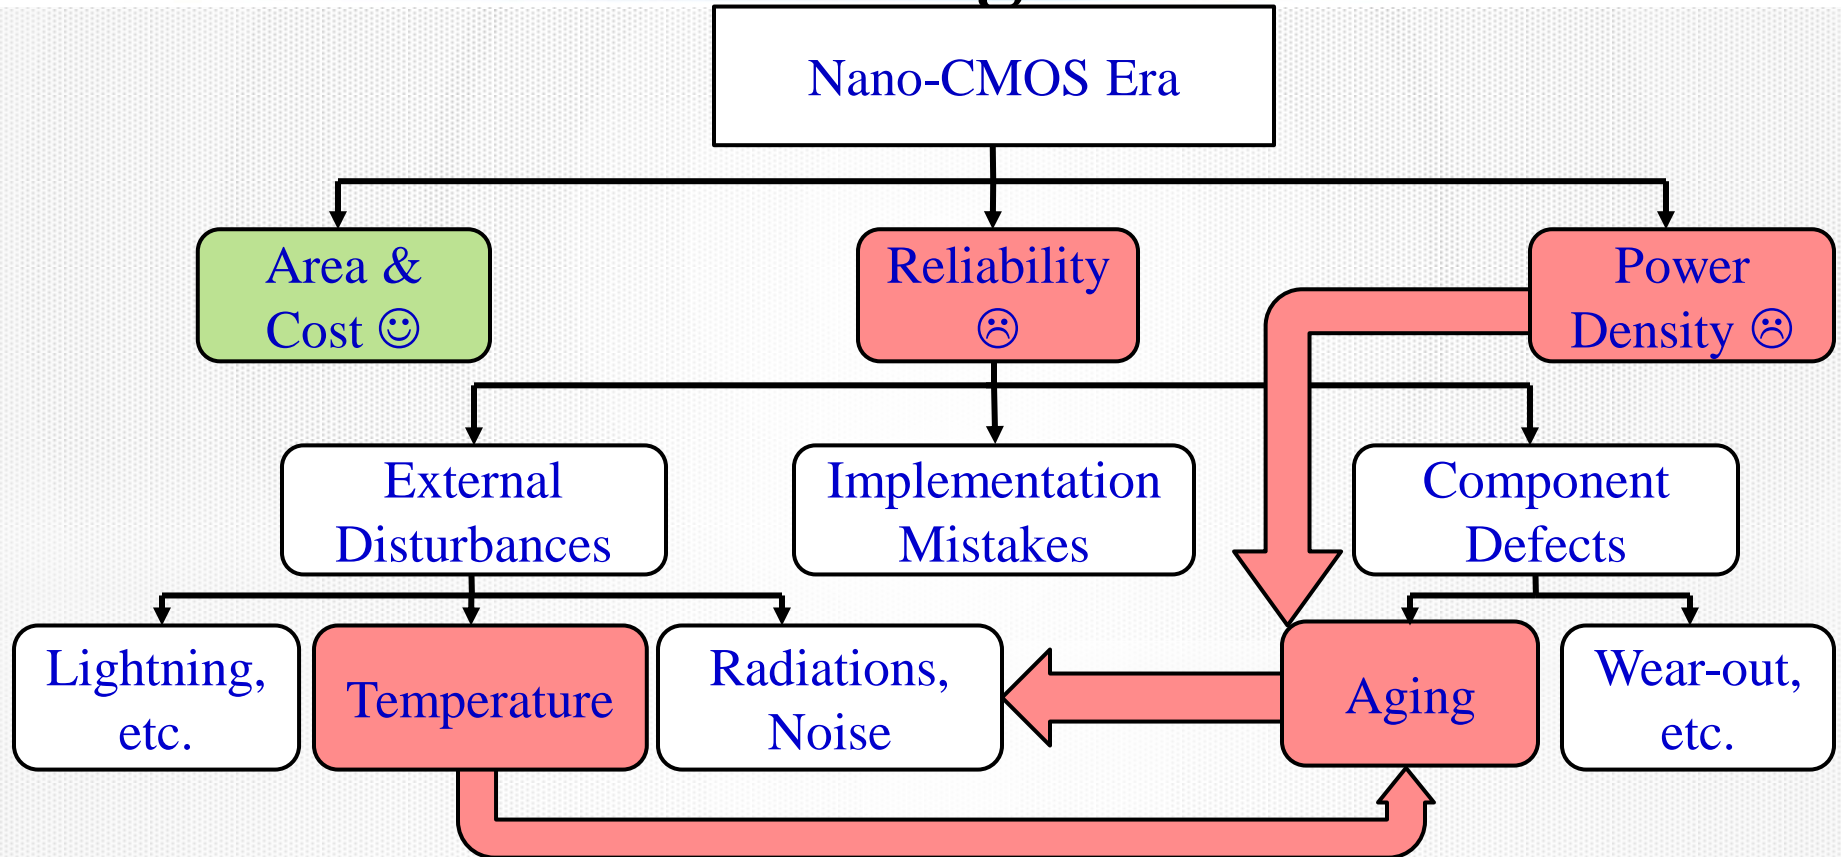 Nano-CMOS Era
Area &
Cost ☺
Reliability
☹
Power
Density ☹
External
Disturbances
Implementation
Mistakes
Component
Defects
Lightning,
etc.
Temperature
Radiations,
Noise
Aging
Wear-out,
etc.